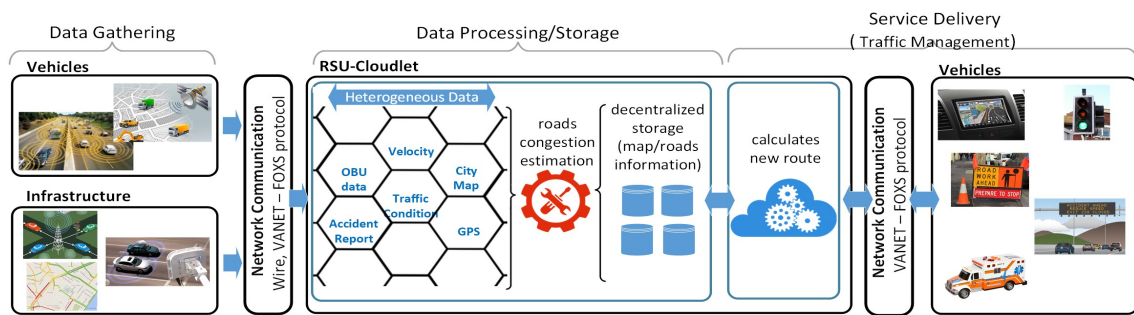 Data Gathering
Data Processing/Storage
Service Delivery
( Traffic Management)
Vehicles
Infrastructure
Network Communication
Wire, VANET – FOXS protocol
RSU-Cloudlet
Heterogeneous Data
Velocity
OBU
data
City
Map
Traffic
Condition
Accident
Report
GPS
roads
congestion
estimation
decentralized
storage
(map/roads
information)
calculates
new route
Network Communication
VANET – FOXS protocol
Vehicles
ROAD
WORK
AHEAD
PREPARE TO STOP